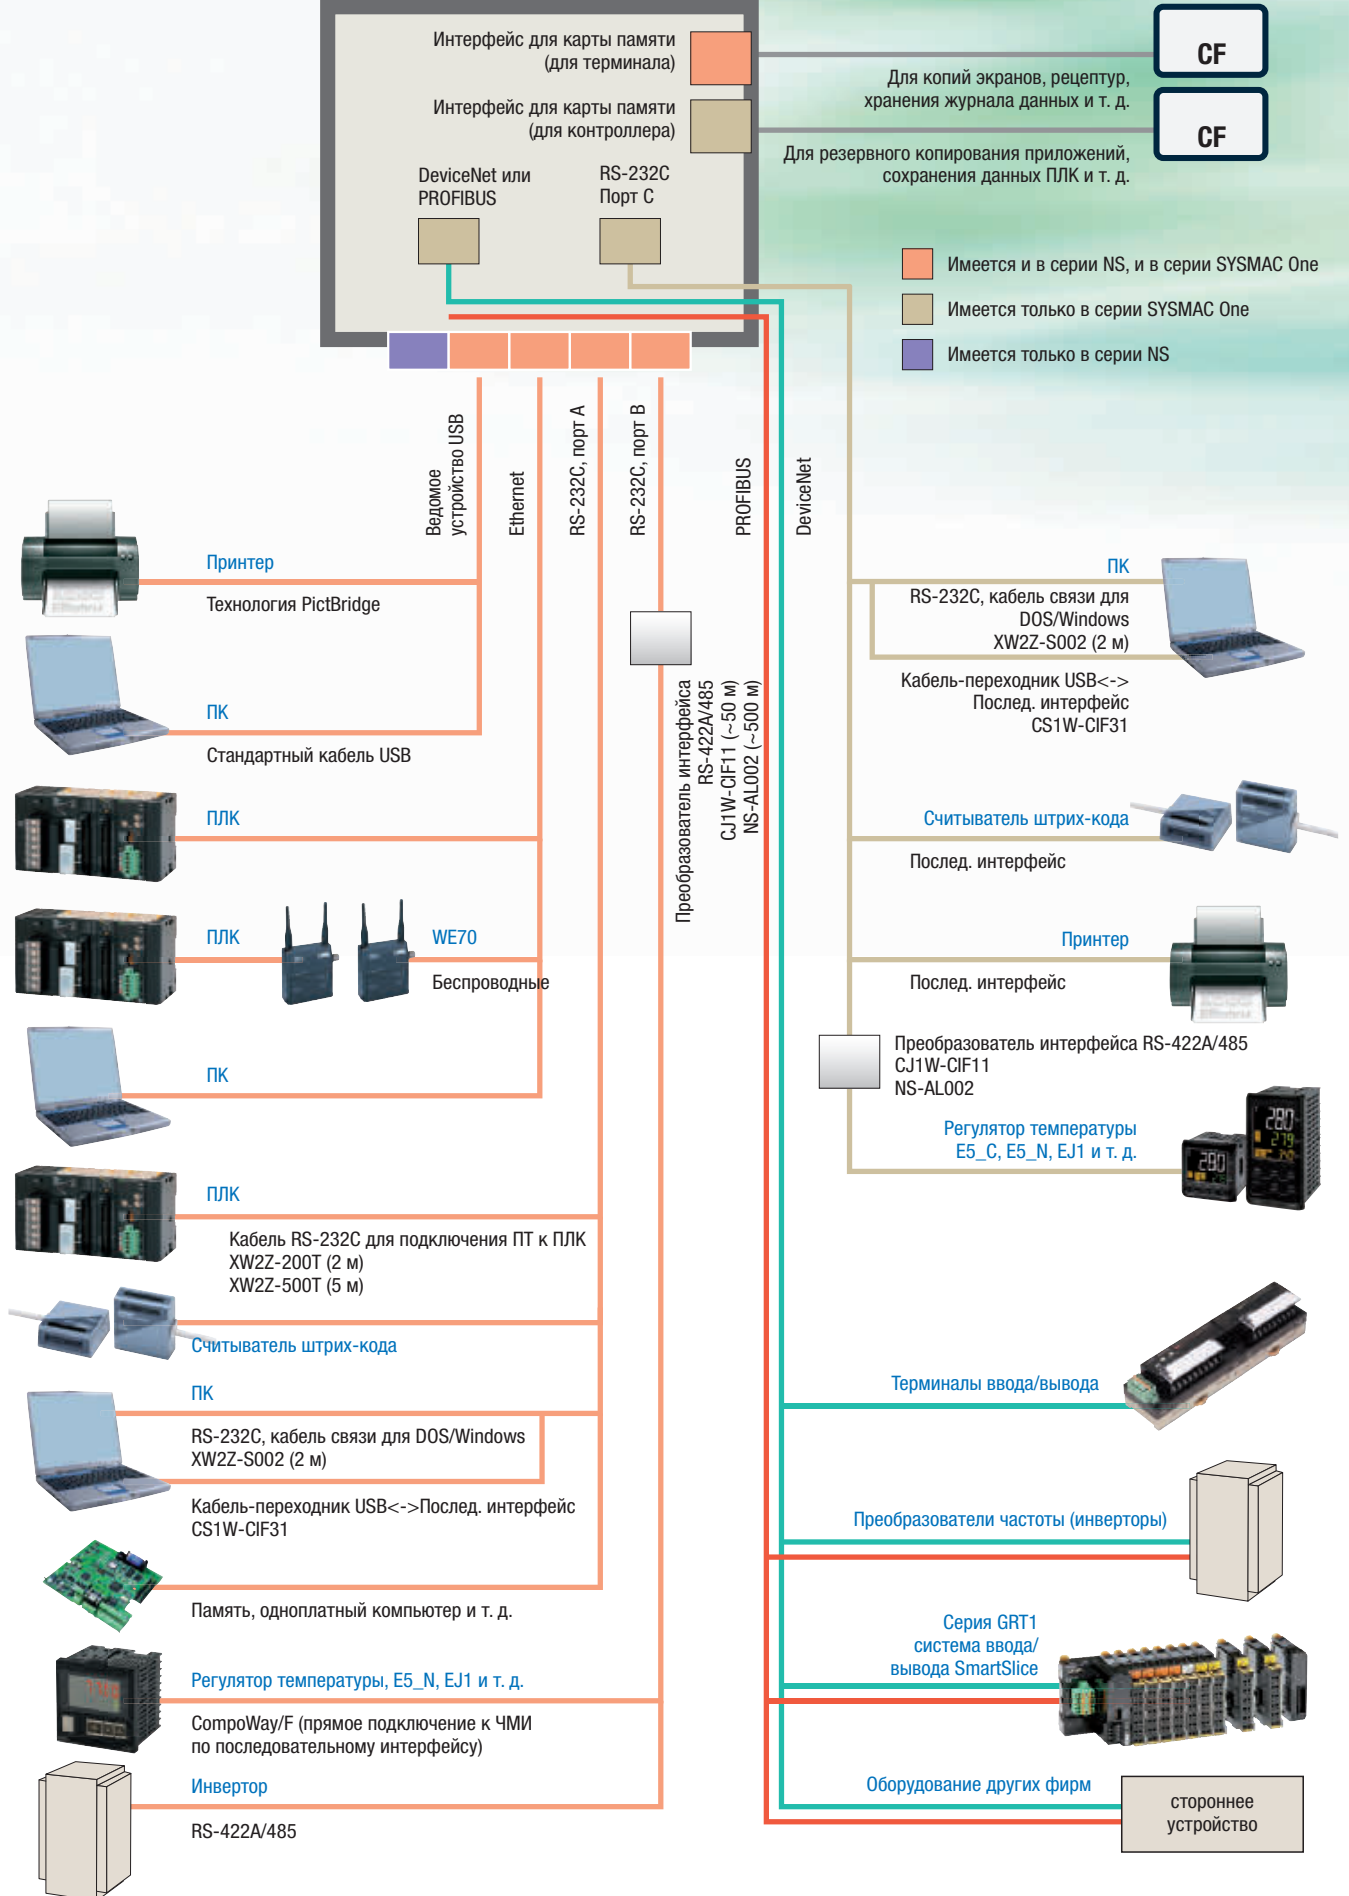 Интерфейс для карты памяти
(для терминала)
CF
Для копий экранов, рецептур,
хранения журнала данных и т. д.
Интерфейс для карты памяти
(для контроллера)
CF
Для резервного копирования приложений,
сохранения данных ПЛК и т. д.
DeviceNet или
PROFIBUS
RS-232C
Порт C
Имеется и в серии NS, и в серии SYSMAC One
Имеется только в серии SYSMAC One
Имеется только в серии NS
Ведомое
устройство USB
Ethernet
RS-232C, порт A
RS-232C, порт B
PROFIBUS
DeviceNet
Принтер
Технология PictBridge
ПК
Стандартный кабель USB
ПЛК
ПЛК
WE70
Беспроводные
ПК
ПЛК
Кабель RS-232C для подключения ПТ к ПЛК
XW2Z-200T (2 м)
XW2Z-500T (5 м)
Считыватель штрих-кода
ПК
RS-232C, кабель связи для DOS/Windows
XW2Z-S002 (2 м)
Кабель-переходник USB<->Послед. интерфейс
CS1W-CIF31
Память, одноплатный компьютер и т. д.
Регулятор температуры, E5_N, EJ1 и т. д.
CompoWay/F (прямое подключение к ЧМИ
по последовательному интерфейсу)
Инвертор
RS-422A/485
Преобразователь интерфейса
RS-422A/485
CJ1W-CIF11 (~50 м)
NS-AL002 (~500 м)
ПК
RS-232C, кабель связи для
DOS/Windows
XW2Z-S002 (2 м)
Кабель-переходник USB<->
Послед. интерфейс
CS1W-CIF31
Считыватель штрих-кода
Послед. интерфейс
Принтер
Послед. интерфейс
Преобразователь интерфейса RS-422A/485
CJ1W-CIF11
NS-AL002
Регулятор температуры
E5_C, E5_N, EJ1 и т. д.
280
279
280
Терминалы ввода/вывода
Преобразователи частоты (инверторы)
Серия GRT1
система ввода/
вывода SmartSlice
Оборудование других фирм
стороннее
устройство